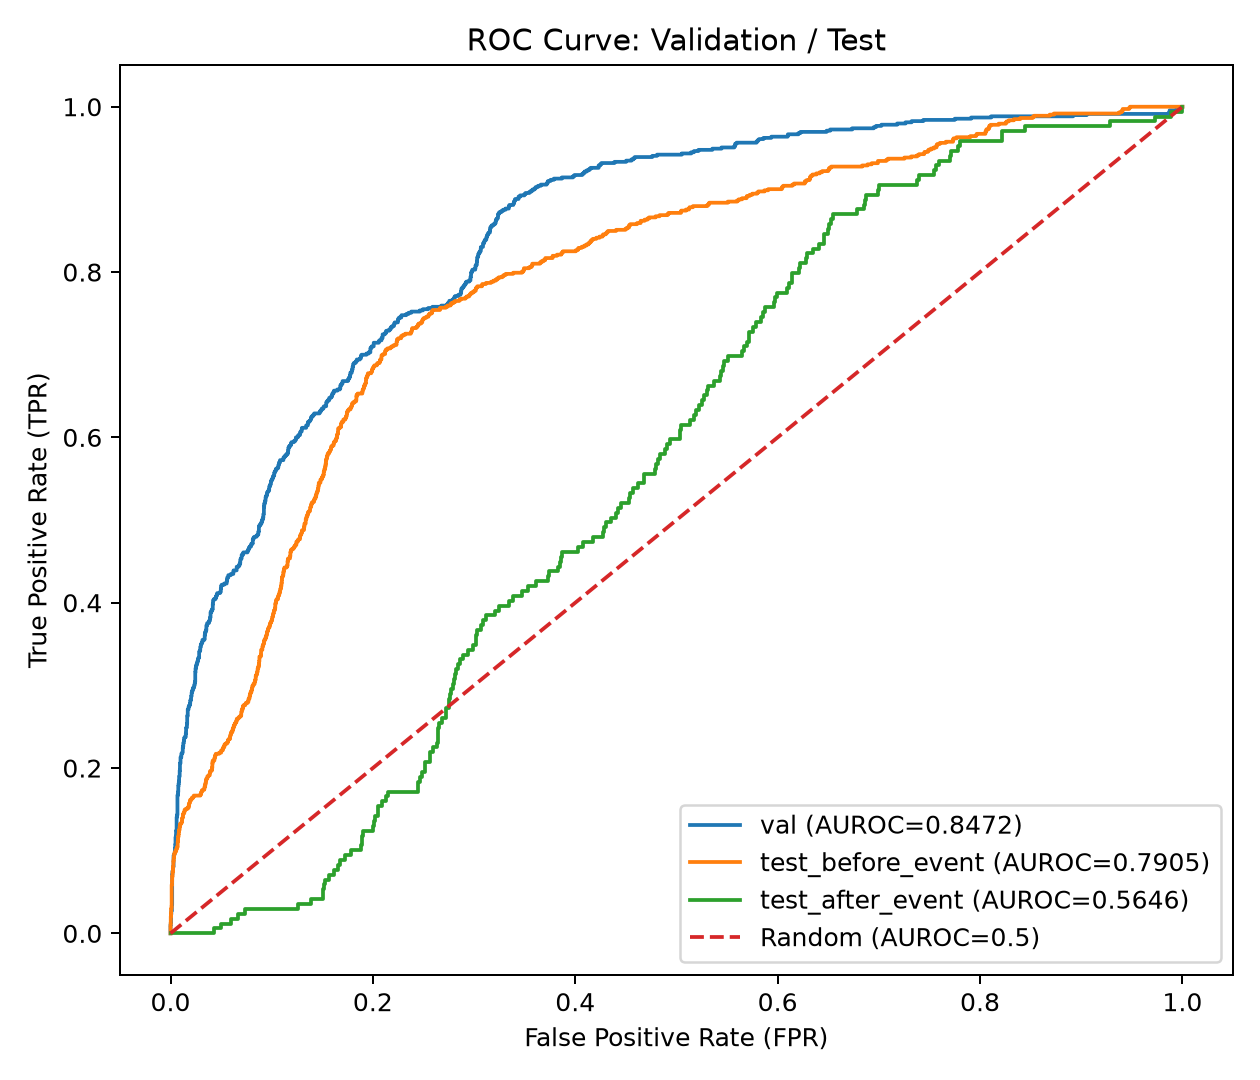 ROC Curve: Validation / Test
True Positive Rate (TPR)
1.0
0.8
0.6
0.4
0.2
0.0
val (AUROC=0.8472)
test_before_event (AUROC=0.7905)
test_after_event (AUROC=0.5646)
Random (AUROC=0.5)
0.0 0.2 0.4 0.6 0.8 1.0
False Positive Rate (FPR)